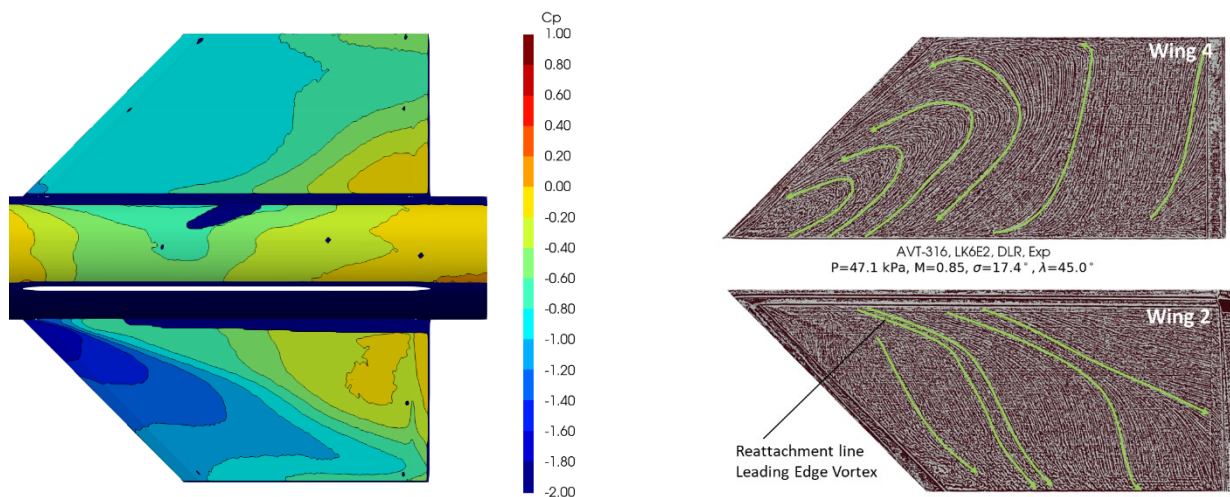 Cp
1.00
0.80
0.60
0.40
0.20
0.00
-0.20
-0.40
-0.60
-0.80
-1.00
-1.20
-1.40
-1.60
-1.80
-2.00
Wing 4
AVT-316, LK6E2, DLR, Exp
P=47.1 kPa, M=0.85, σ=17.4°, λ=45.0°
Wing 2
Reattachment line
Leading Edge Vortex